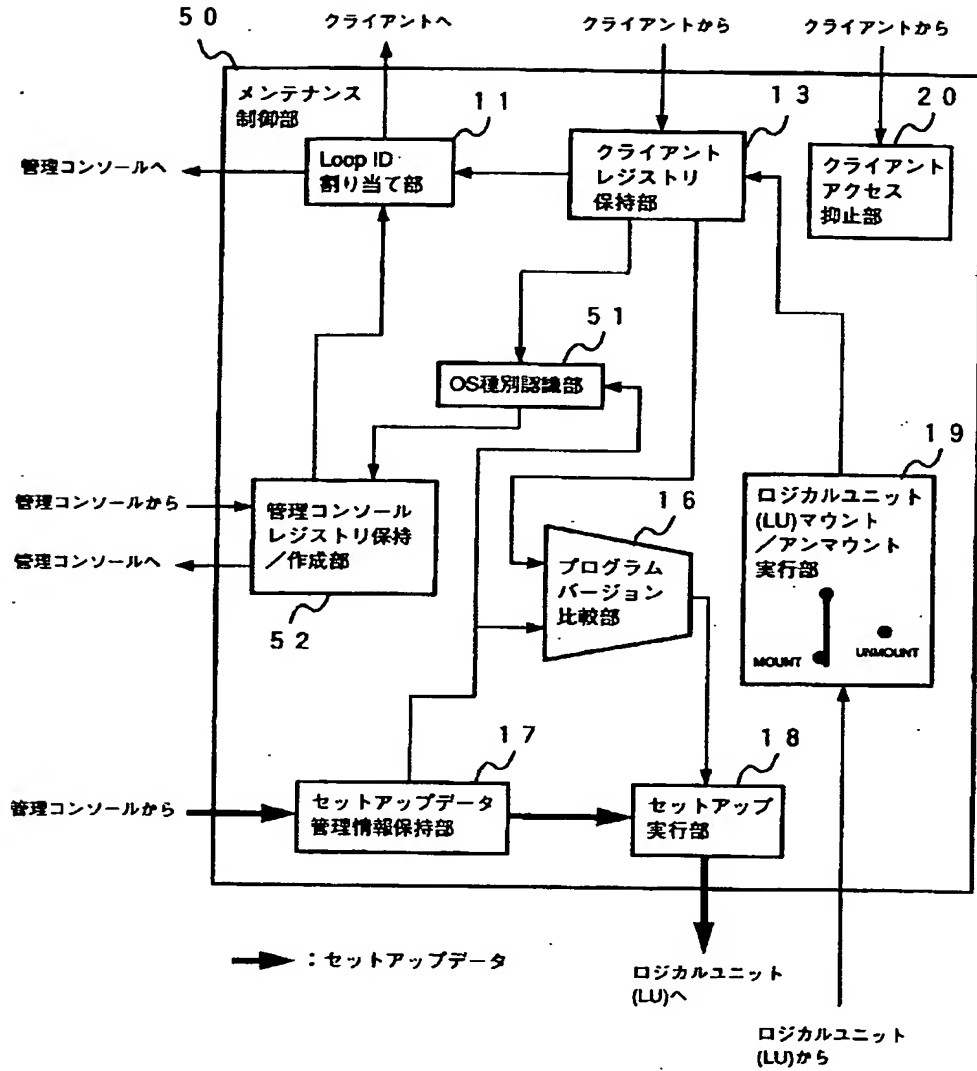 ５０
クライアントへ
クライアントから
クライアントから
メンテナンス
制御部
１１
１３
２０
管理コンソールへ
Loop ID
割り当て部
クライアント
レジストリ
保持部
クライアント
アクセス
抑止部
５１
OS種別認識部
１９
管理コンソールから
管理コンソールへ
管理コンソール
レジストリ保持
／作成部
５２
１６
プログラム
バージョン
比較部
ロジカルユニット
(LU)マウント
／アンマウント
実行部
MOUNT
UNMOUNT
１７
１８
管理コンソールから
セットアップデータ
管理情報保持部
セットアップ
実行部
：セットアップデータ
ロジカルユニット
(LU)へ
ロジカルユニット
(LU)から